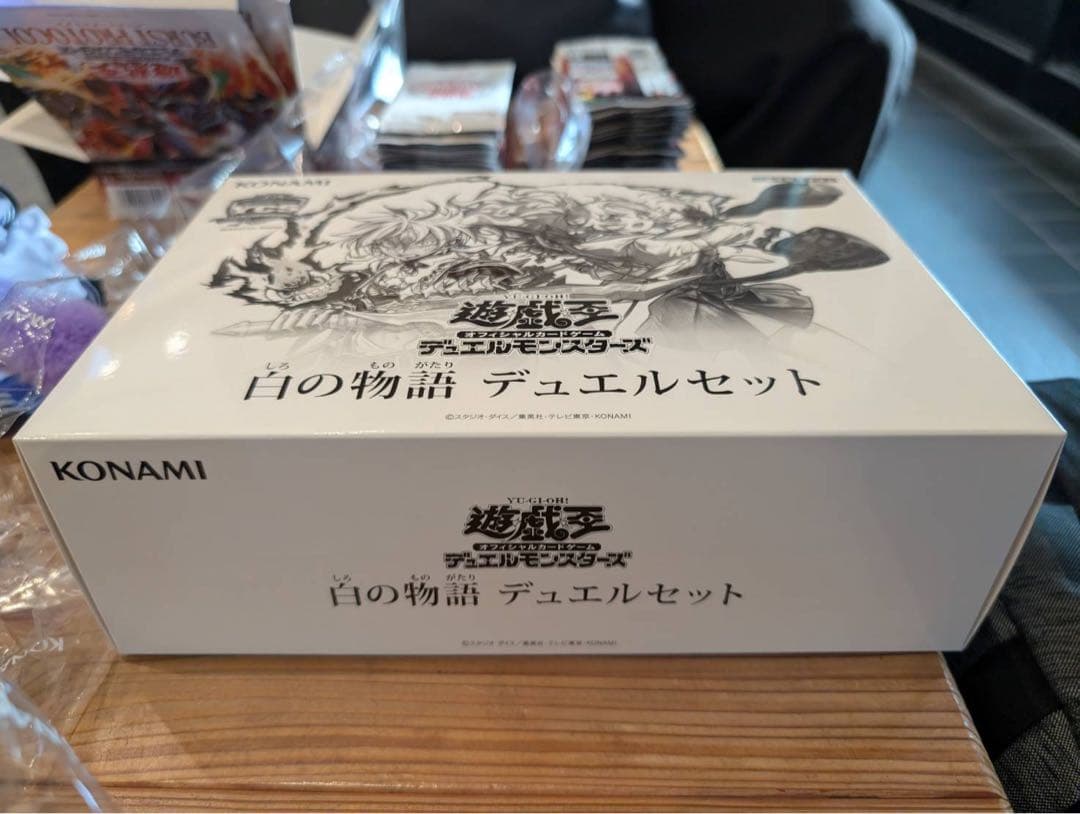 BURST PROTOCOL
KONAMI
YU-GI-OH!
遊戯王
オフィシャルカードゲーム
デュエルモンスターズ
しろ もの がたり
白の物語 デュエルセット
©スタジオ・ダイス／集英社・テレビ東京・KONAMI
KONAMI
YU-GI-OH!
遊戯王
オフィシャルカードゲーム
デュエルモンスターズ
しろ もの がたり
白の物語 デュエルセット
©スタジオ・ダイス／集英社・テレビ東京・KONAMI